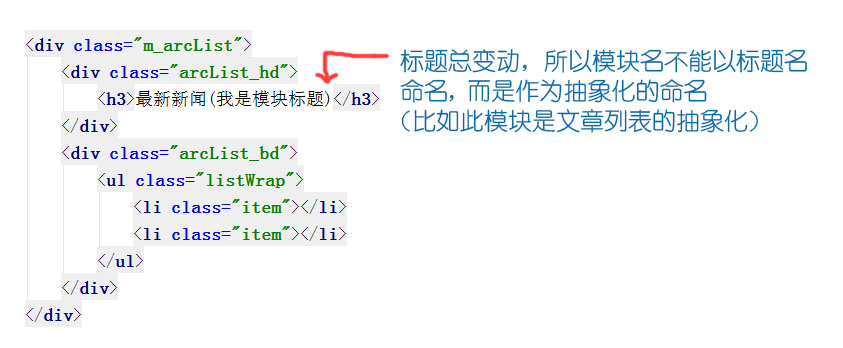 <div class="m_arcList">
<div class="arcList_hd">
<h3>最新新闻(我是模块标题)</h3>
</div>
<div class="arcList_bd">
<ul class="listWrap">
<li class="item"></li>
<li class="item"></li>
</ul>
</div>
</div>
标题总变动，所以模块名不能以标题名
命名，而是作为抽象化的命名
（比如此模块是文章列表的抽象化）